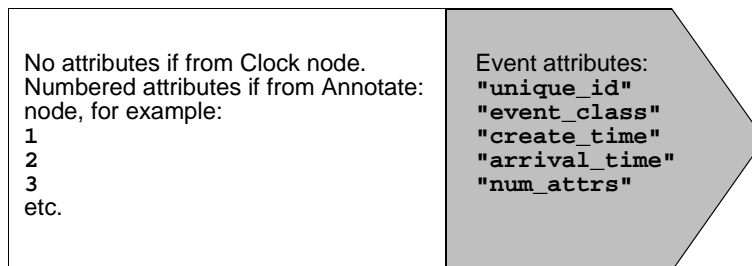 No attributes if from Clock node.
Numbered attributes if from Annotate:
node, for example:
1
2
3
etc.
Event attributes:
"unique_id"
"event_class"
"create_time"
"arrival_time"
"num_attrs"